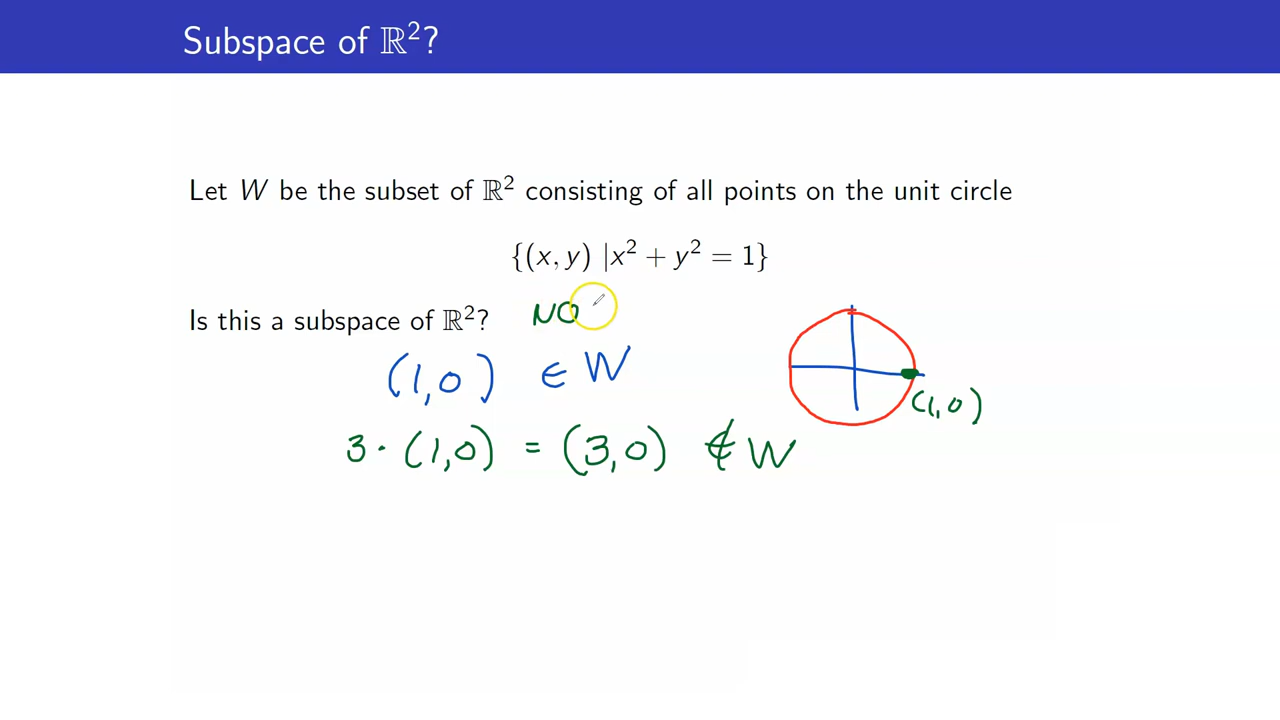 Subspace of ℝ²?
Let W be the subset of ℝ² consisting of all points on the unit circle
{(x, y) |x² + y² = 1}
Is this a subspace of ℝ²? NO
(1,0) ∈ W
(1,0)
3 · (1,0) = (3,0) ∉ W